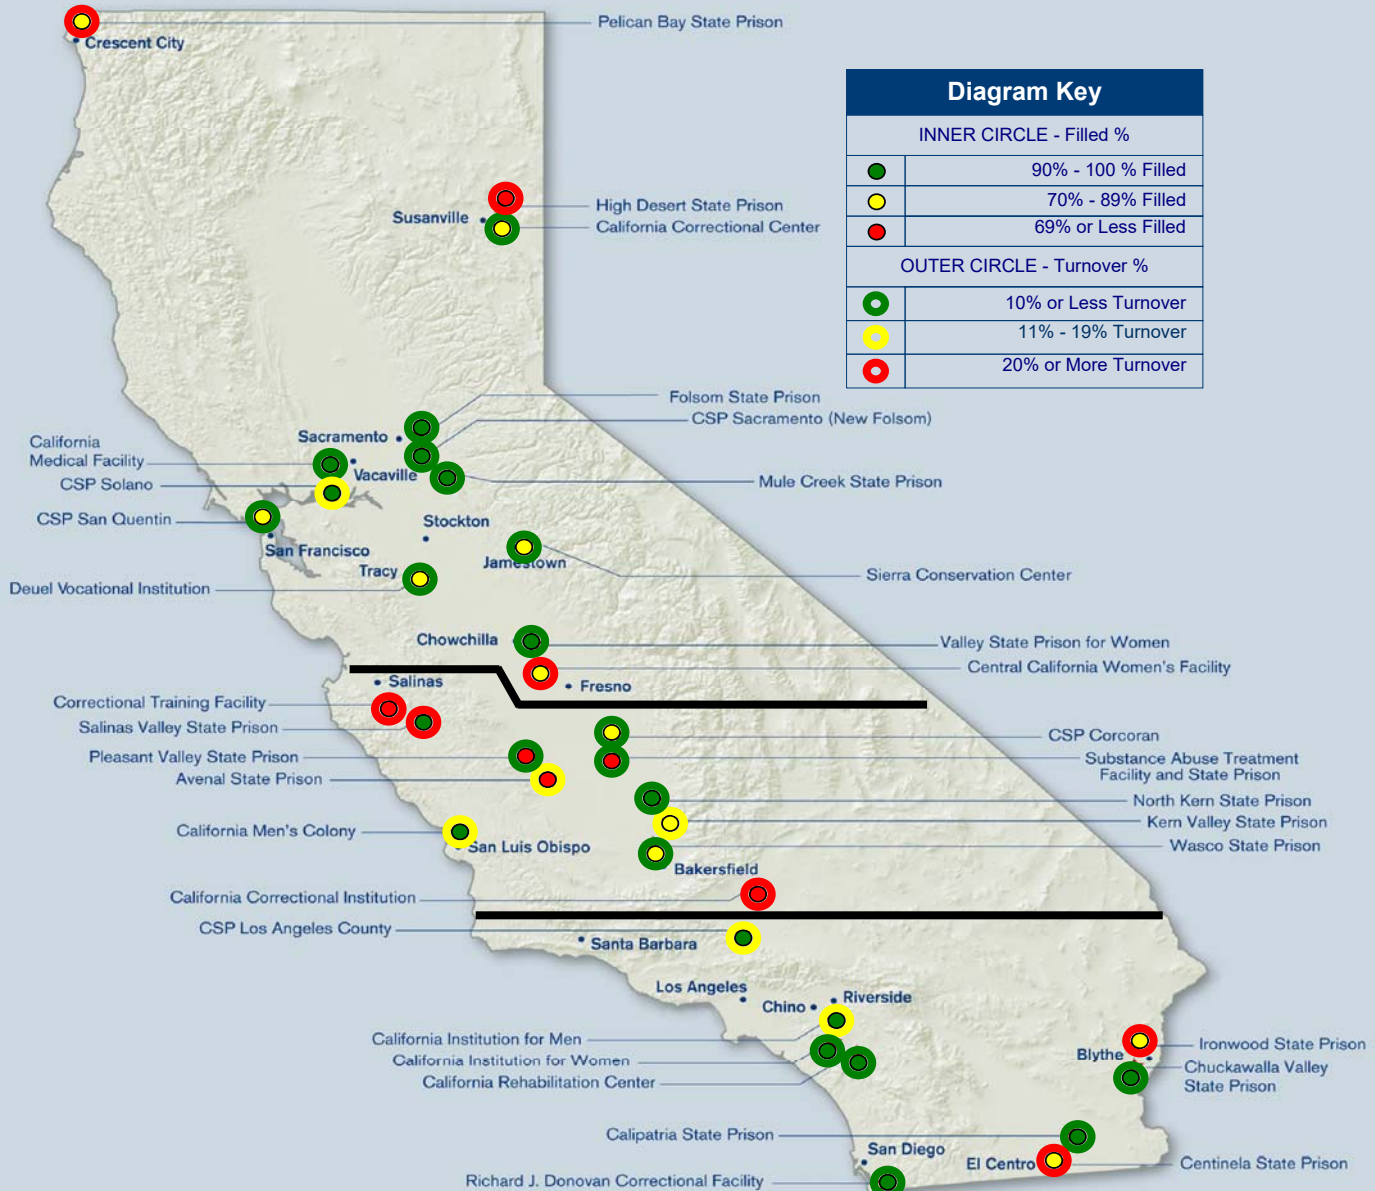 Pelican Bay State Prison
Crescent City
Diagram Key
INNER CIRCLE - Filled %
90% - 100 % Filled
70% - 89% Filled
69% or Less Filled
OUTER CIRCLE - Turnover %
10% or Less Turnover
11% - 19% Turnover
20% or More Turnover
High Desert State Prison
Susanville
California Correctional Center
Folsom State Prison
CSP Sacramento (New Folsom)
Sacramento
California
Medical Facility
Vacaville
CSP Solano
Mule Creek State Prison
CSP San Quentin
Stockton
San Francisco
Jamestown
Tracy
Sierra Conservation Center
Deuel Vocational Institution
Chowchilla
Valley State Prison for Women
Central California Women's Facility
Salinas
Fresno
Correctional Training Facility
Salinas Valley State Prison
CSP Corcoran
Pleasant Valley State Prison
Substance Abuse Treatment
Facility and State Prison
Avenal State Prison
North Kern State Prison
Kern Valley State Prison
California Men's Colony
San Luis Obispo
Wasco State Prison
Bakersfield
California Correctional Institution
CSP Los Angeles County
Santa Barbara
Los Angeles
Chino
Riverside
California Institution for Men
California Institution for Women
California Rehabilitation Center
Ironwood State Prison
Blythe
Chuckawalla Valley
State Prison
Calipatria State Prison
San Diego
El Centro
Centinela State Prison
Richard J. Donovan Correctional Facility